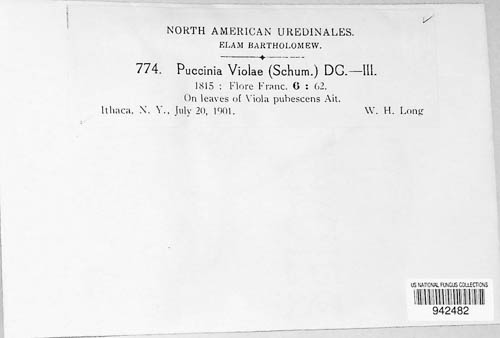 NORTH AMERICAN UREDINALES.
ELAM BARTHOLOMEW.
774. Puccinia Violae (Schum.) DC.—III.
1815 : Flore Franc. 6 : 62.
On leaves of Viola pubescens Ait.
Ithaca, N. Y., July 20, 1901. W. H. Long
US NATIONAL FUNGUS COLLECTIONS
942482